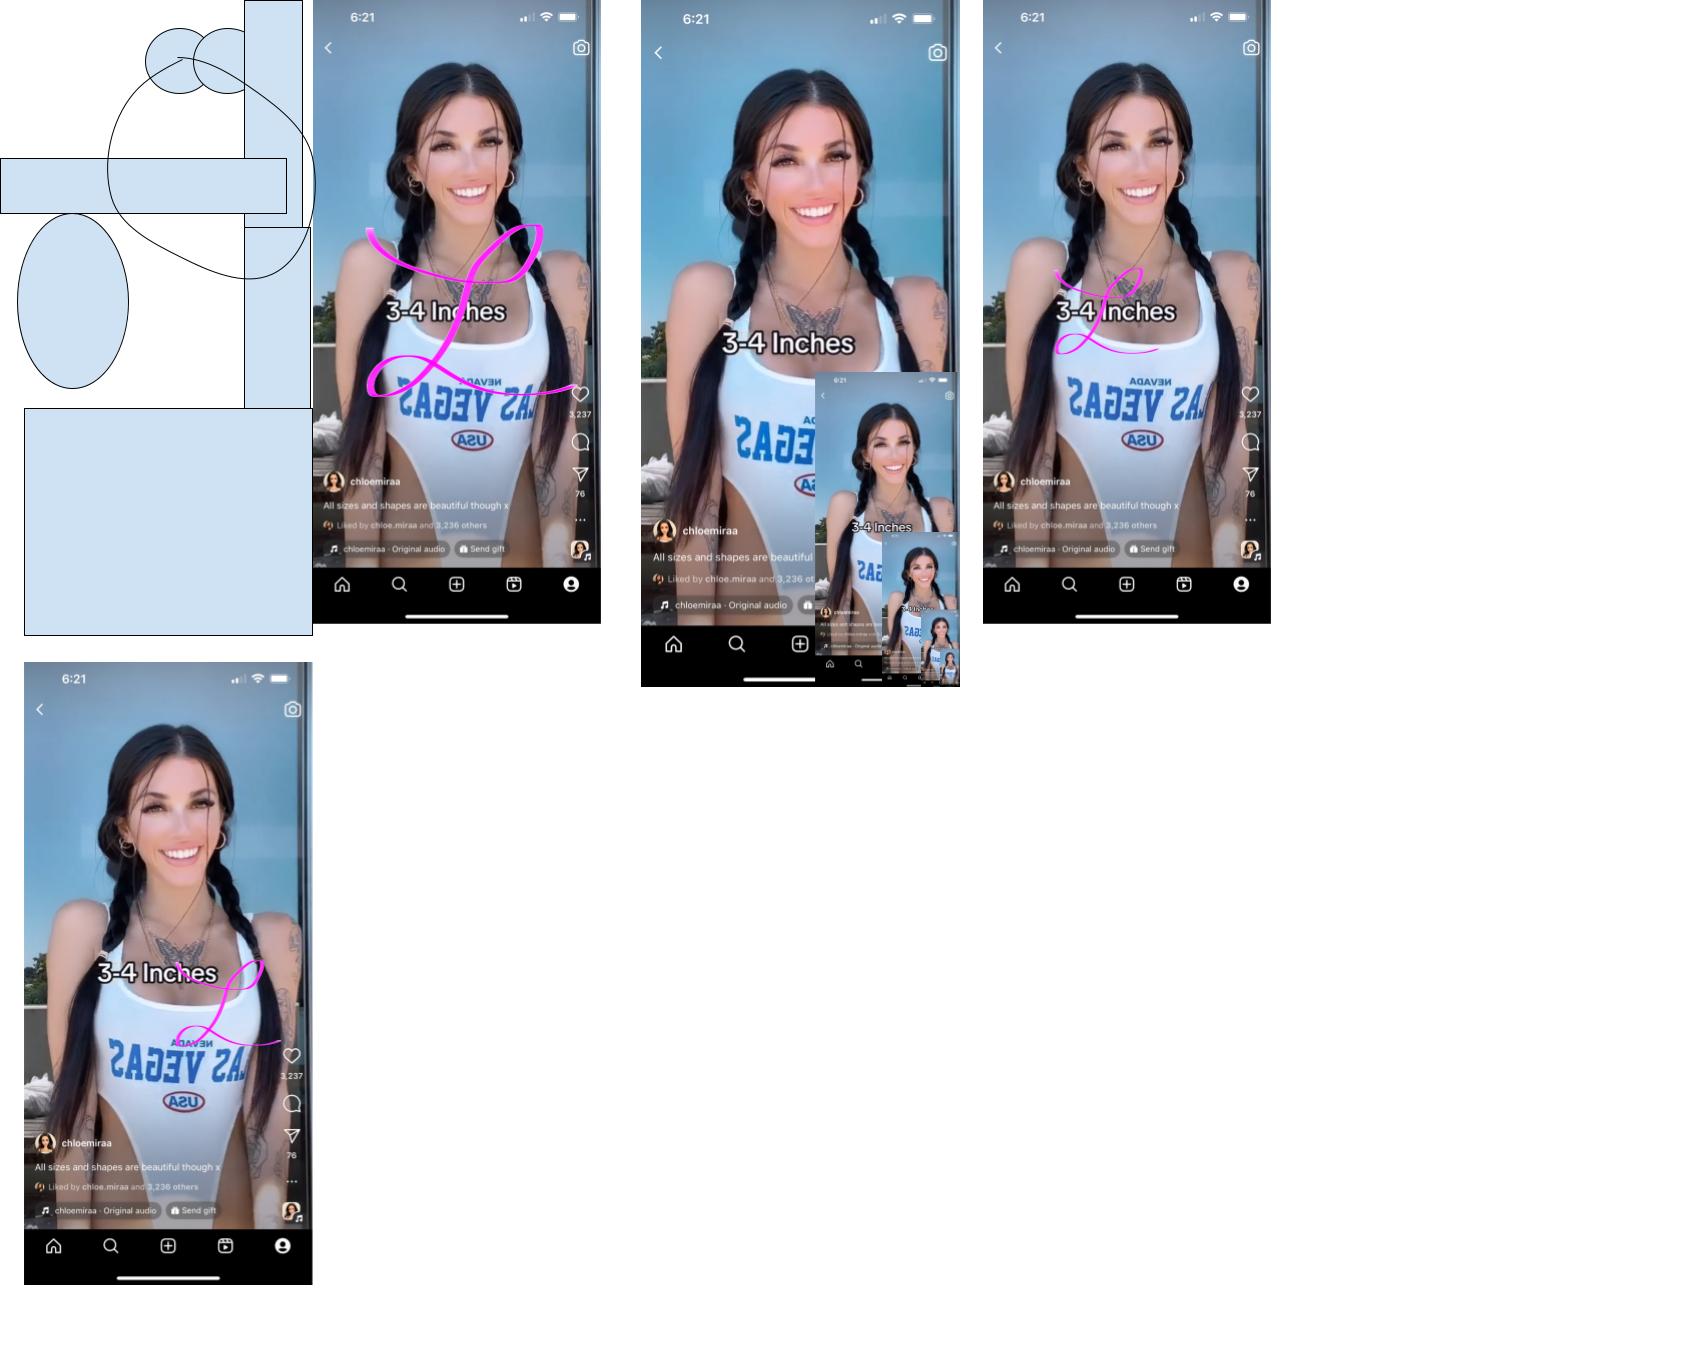 6:21
L
3-4 Inches
NEVADA
LAS VEGAS
USA
3,237
76
chloemiraa
All sizes and shapes are beautiful though x
Liked by chloe.miraa and 3,236 others
chloemiraa · Original audio
Send gift
6:21
3-4 Inches
chloemiraa
All sizes and shapes are beautiful
Liked by chloe.miraa and 3,236 ot
chloemiraa · Original audio
6:21
3-4 Inches
chloemiraa
6:21
L
3-4 Inches
NEVADA
LAS VEGAS
USA
3,237
76
chloemiraa
All sizes and shapes are beautiful though x
Liked by chloe.miraa and 3,236 others
chloemiraa · Original audio
Send gift
6:21
3-4 Inches
L
NEVADA
LAS VEGAS
USA
3,237
76
chloemiraa
All sizes and shapes are beautiful though x
Liked by chloe.miraa and 3,236 others
chloemiraa · Original audio
Send gift